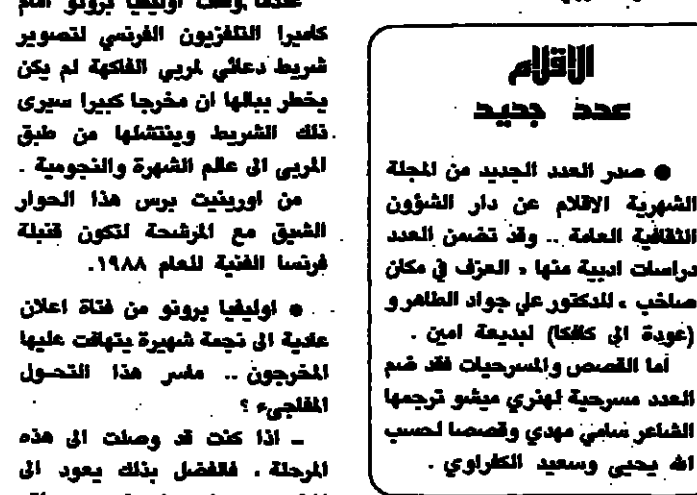 الأقلام
عدد جديد
● صدر العدد الجديد من المجلة
الشهرية الاقلام عن دار الشؤون
الثقافية العامة .. وقد تضمن العدد
دراسات ادبية منها « العزف في مكان
صاخب » للدكتور علي جواد الطاهر و
(عودة الى كافكا) لبديعة امين .
أما القصص والمسرحيات فقد ضم
العدد مسرحية لهنري ميشو ترجمها
الشاعر سامي مهدي وقصصا لحسب
الله يحيى وسعيد الكفراوي .
عندما وقفت اوليفيا برونو امام
كاميرا التلفزيون الفرنسي لتصوير
شريط دعائي لمربي الفاكهة لم يكن
يخطر ببالها ان مخرجا كبيرا سيرى
ذلك الشريط وينتشلها من طبق
المربي الى عالم الشهرة والنجومية .
من اورينيت برس هذا الحوار
الشيق مع المرشحة لتكون قنبلة
فرنسا الفنية للعام ١٩٨٨.
● اوليفيا برونو من فتاة اعلان
عادية الى نجمة شهيرة يتهافت عليها
المخرجون .. ماسر هذا التحول
المفاجىء ؟
ـ اذا كنت قد وصلت الى هذه
المرحلة ، فالفضل بذلك يعود الى